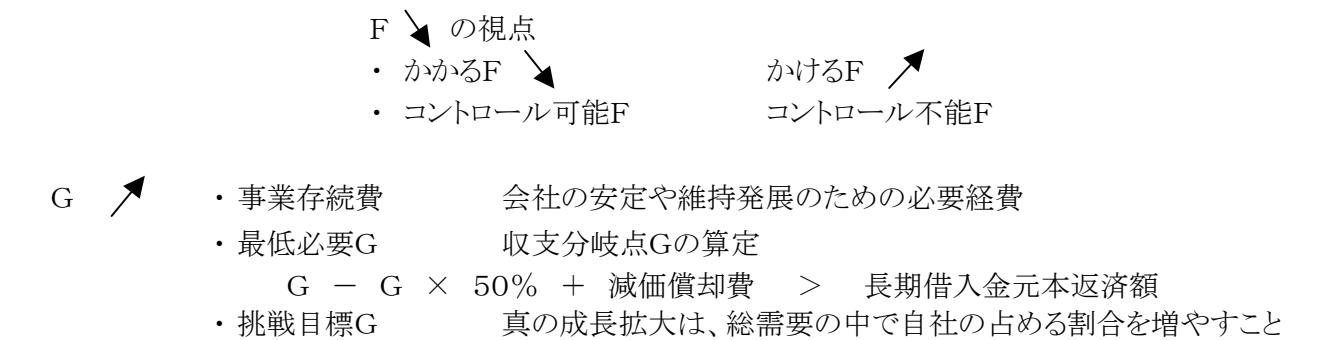 F の視点
・ かかるF かけるF
・ コントロール可能F コントロール不能F
G ・事業存続費 会社の安定や維持発展のための必要経費
・最低必要G 収支分岐点Gの算定
G － G × 50％ ＋ 減価償却費 ＞ 長期借入金元本返済額
・挑戦目標G 真の成長拡大は、総需要の中で自社の占める割合を増やすこと